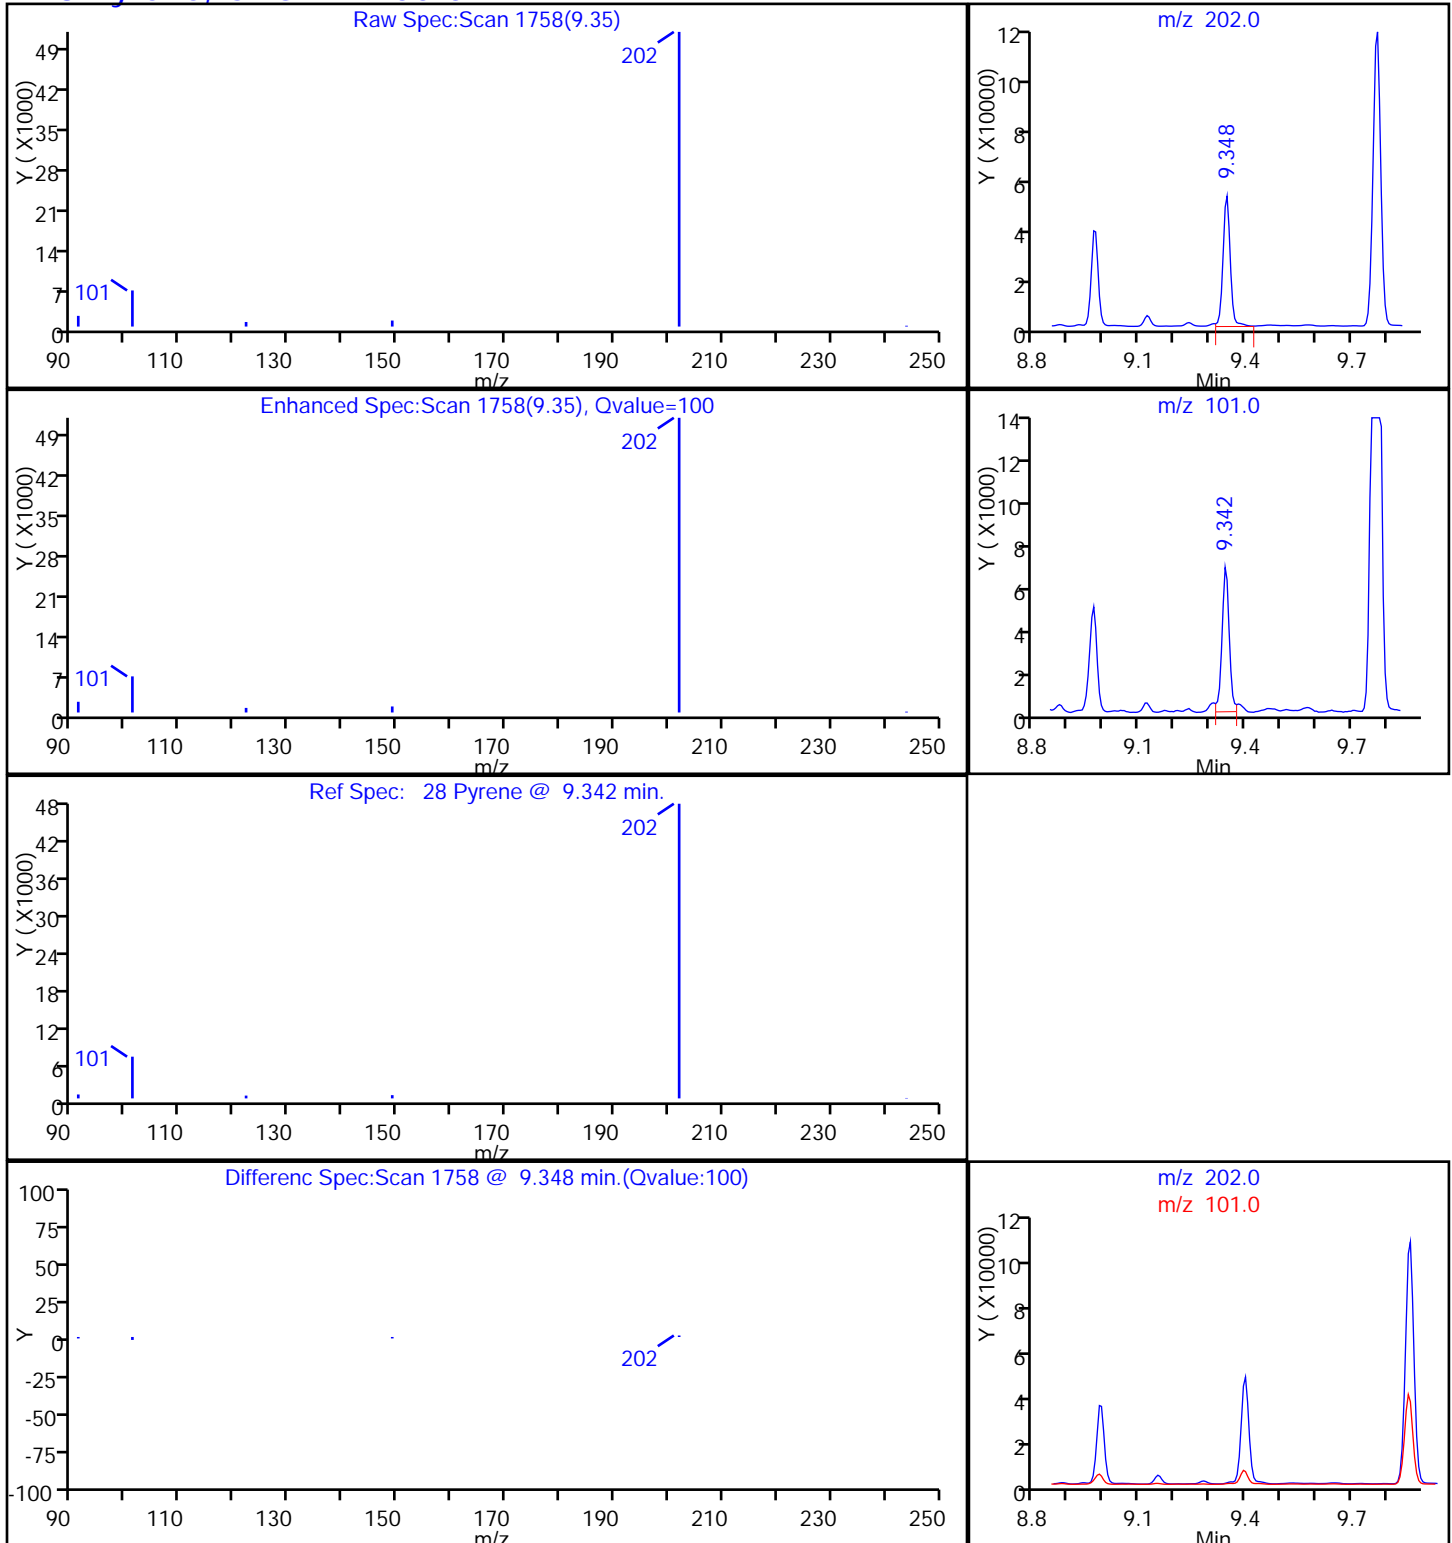 Raw Spec:Scan 1758(9.35)
Y ( X1000)
49
42
35
28
21
14
7
0
202
101
90 110 130 150 170 190 210 230 250
m/z
m/z 202.0
Y ( X10000)
12
10
8
6
4
2
0
9.348
8.8 9.1 9.4 9.7
Min
Enhanced Spec:Scan 1758(9.35), Qvalue=100
Y ( X1000)
49
42
35
28
21
14
7
0
202
101
90 110 130 150 170 190 210 230 250
m/z
m/z 101.0
Y ( X1000)
14
12
10
8
6
4
2
0
9.342
8.8 9.1 9.4 9.7
Min
Ref Spec: 28 Pyrene @ 9.342 min.
Y ( X1000)
48
42
36
30
24
18
12
6
0
202
101
90 110 130 150 170 190 210 230 250
m/z
Differenc Spec:Scan 1758 @ 9.348 min.(Qvalue:100)
Y
100
75
50
25
0
-25
-50
-75
-100
202
90 110 130 150 170 190 210 230 250
m/z
m/z 202.0
m/z 101.0
Y ( X10000)
12
10
8
6
4
2
0
8.8 9.1 9.4 9.7
Min